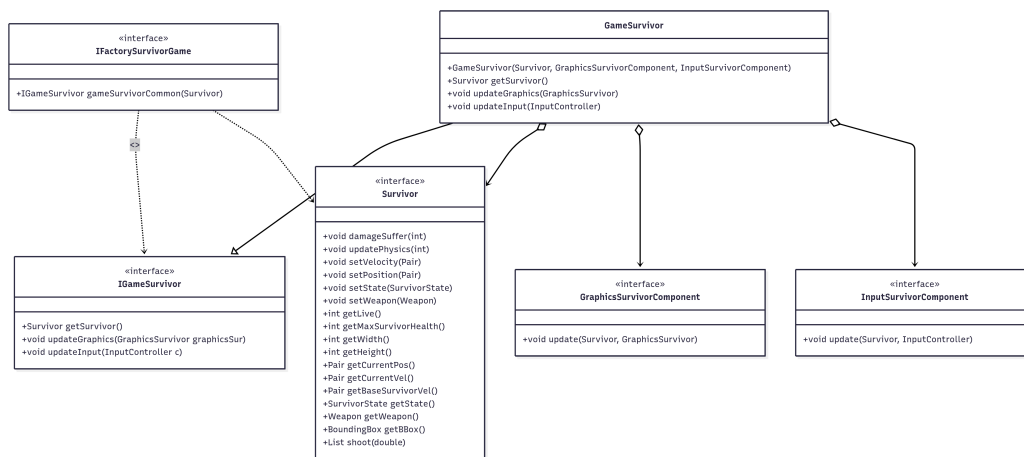 «interface»
IFactorySurvivorGame
+IGameSurvivor gameSurvivorCommon(Survivor)
GameSurvivor
+GameSurvivor(Survivor, GraphicsSurvivorComponent, InputSurvivorComponent)
+Survivor getSurvivor()
+void updateGraphics(GraphicsSurvivor)
+void updateInput(InputController)
<>
«interface»
Survivor
+void damageSuffer(int)
+void updatePhysics(int)
+void setVelocity(Pair)
+void setPosition(Pair)
+void setState(SurvivorState)
+void setWeapon(Weapon)
+int getLive()
+int getMaxSurvivorHealth()
+int getWidth()
+int getHeight()
+Pair getCurrentPos()
+Pair getCurrentVel()
+Pair getBaseSurvivorVel()
+SurvivorState getState()
+Weapon getWeapon()
+BoundingBox getBBox()
+List shoot(double)
«interface»
IGameSurvivor
+Survivor getSurvivor()
+void updateGraphics(GraphicsSurvivor graphicsSur)
+void updateInput(InputController c)
«interface»
GraphicsSurvivorComponent
+void update(Survivor, GraphicsSurvivor)
«interface»
InputSurvivorComponent
+void update(Survivor, InputController)